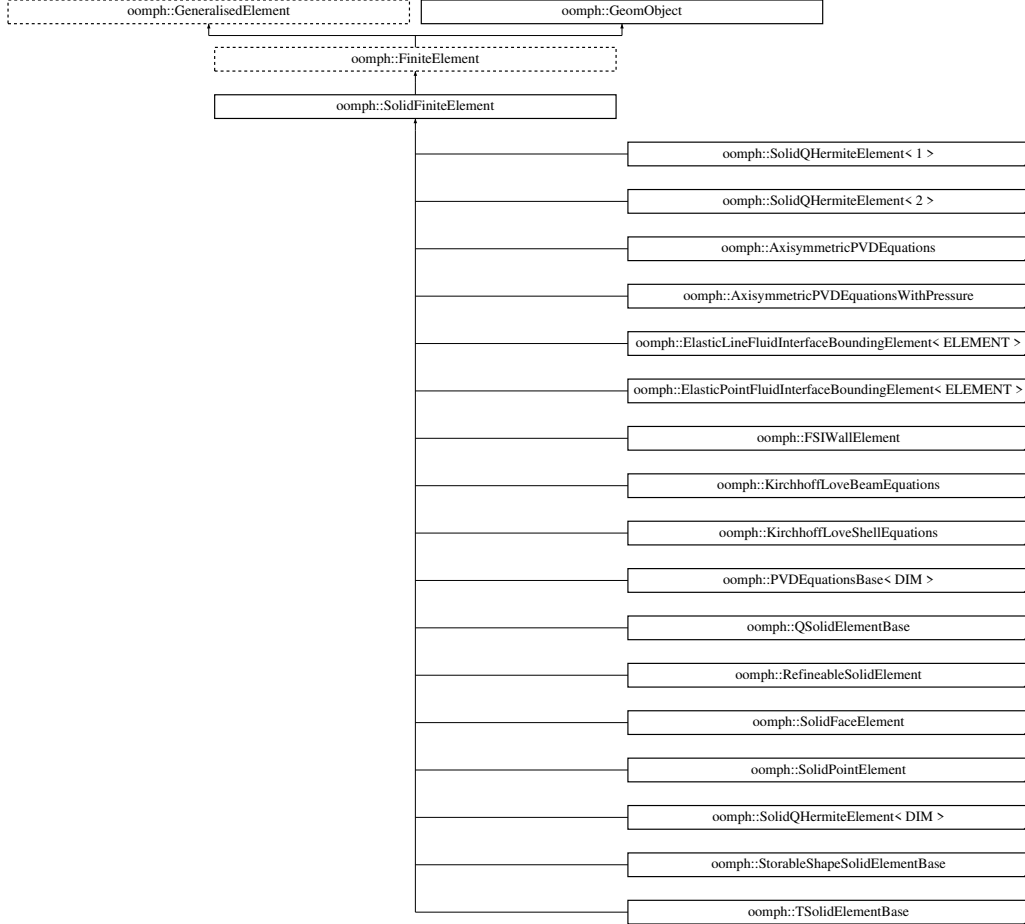 oomph::GeneralisedElement
oomph::GeomObject
oomph::FiniteElement
oomph::SolidFiniteElement
oomph::SolidQHermiteElement< 1 >
oomph::SolidQHermiteElement< 2 >
oomph::AxisymmetricPVDEquations
oomph::AxisymmetricPVDEquationsWithPressure
oomph::ElasticLineFluidInterfaceBoundingElement< ELEMENT >
oomph::ElasticPointFluidInterfaceBoundingElement< ELEMENT >
oomph::FSIWallElement
oomph::KirchhoffLoveBeamEquations
oomph::KirchhoffLoveShellEquations
oomph::PVDEquationsBase< DIM >
oomph::QSolidElementBase
oomph::RefineableSolidElement
oomph::SolidFaceElement
oomph::SolidPointElement
oomph::SolidQHermiteElement< DIM >
oomph::StorableShapeSolidElementBase
oomph::TSolidElementBase